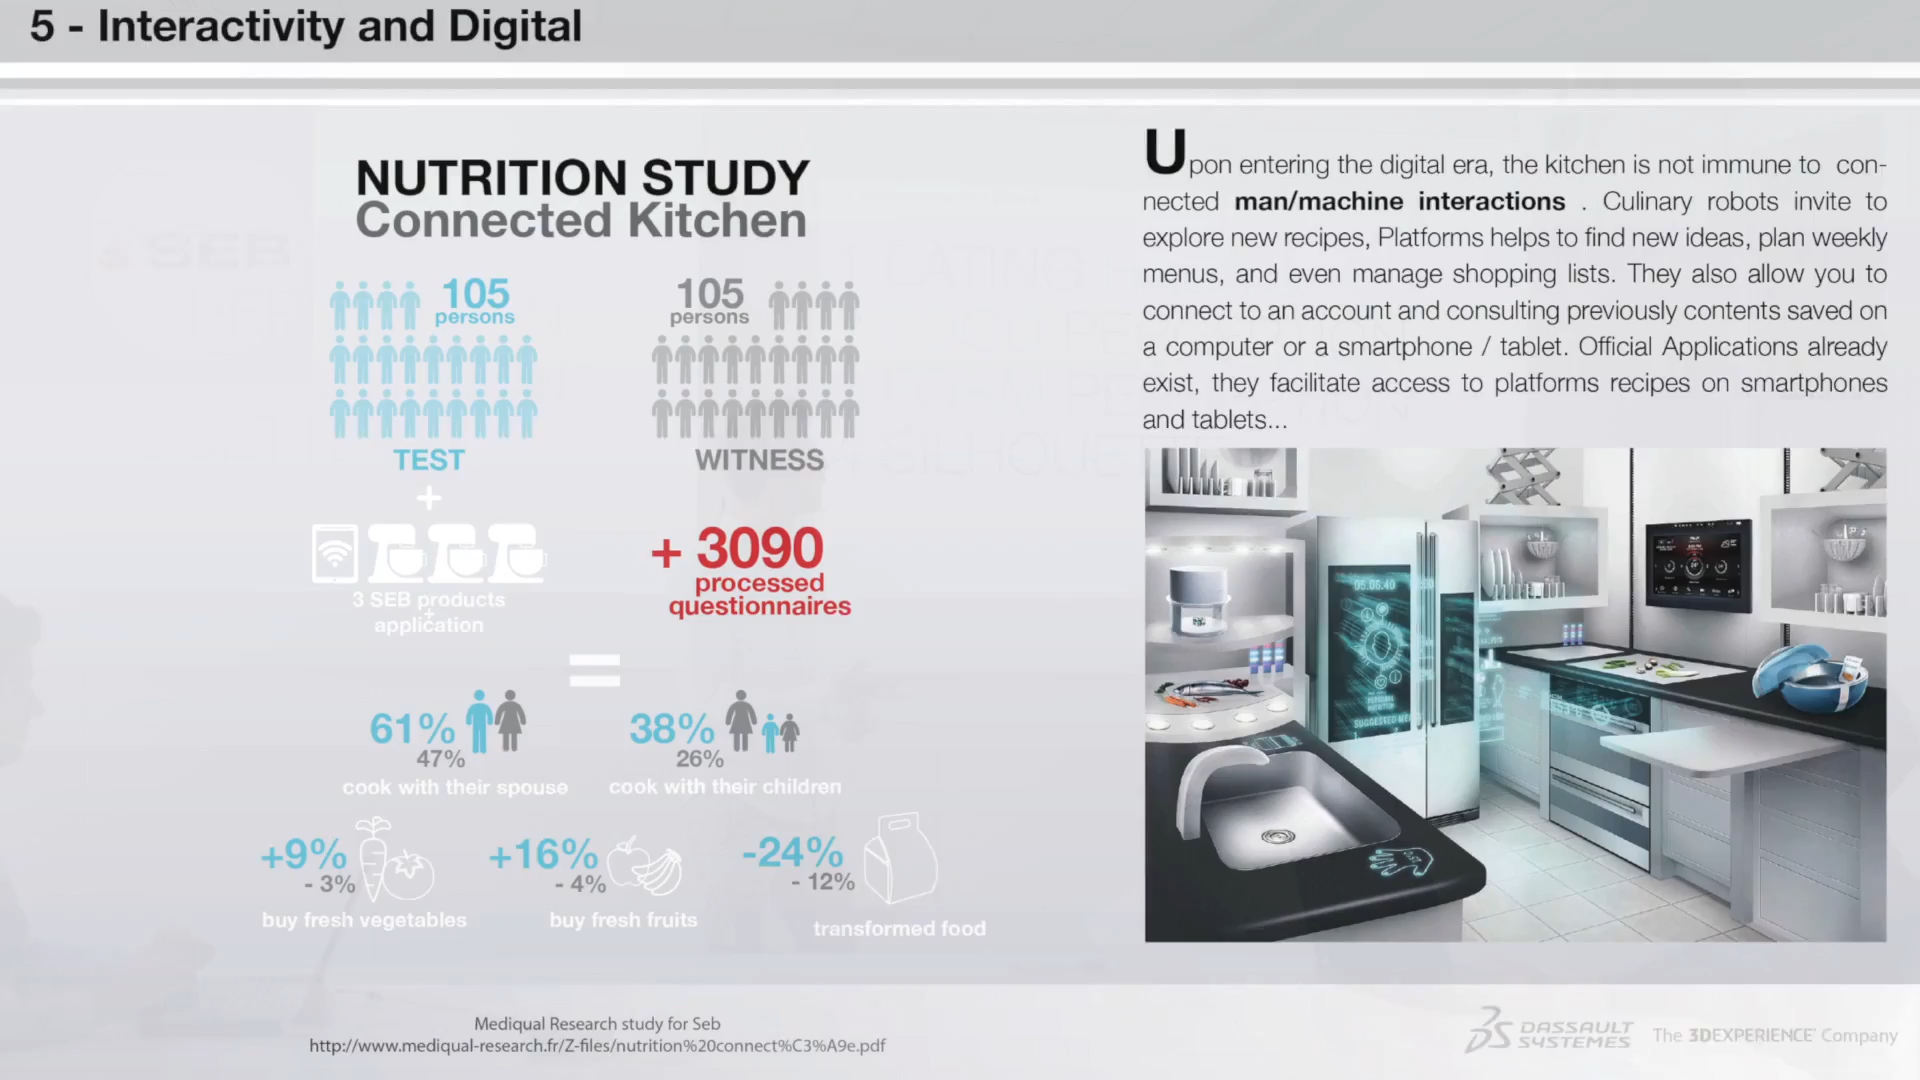 5 - Interactivity and Digital
NUTRITION STUDY
Connected Kitchen
105
persons
105
persons
TEST
WITNESS
+
3 SEB products
+
application
+ 3090
processed
questionnaires
=
61%
47%
cook with their spouse
38%
26%
cook with their children
+9%
- 3%
buy fresh vegetables
+16%
- 4%
buy fresh fruits
-24%
- 12%
transformed food
Mediqual Research study for Seb
http://www.mediqual-research.fr/Z-files/nutrition%20connect%C3%A9e.pdf
Upon entering the digital era, the kitchen is not immune to con-
nected man/machine interactions . Culinary robots invite to
explore new recipes, Platforms helps to find new ideas, plan weekly
menus, and even manage shopping lists. They also allow you to
connect to an account and consulting previously contents saved on
a computer or a smartphone / tablet. Official Applications already
exist, they facilitate access to platforms recipes on smartphones
and tablets...
05.06.40
SUGGESTED
DASSAULT
SYSTEMES
The 3DEXPERIENCE Company
SEB